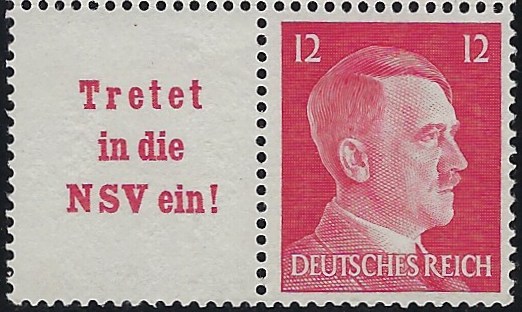 Tretet
in die
NSV ein!
12 12
DEUTSCHES REICH